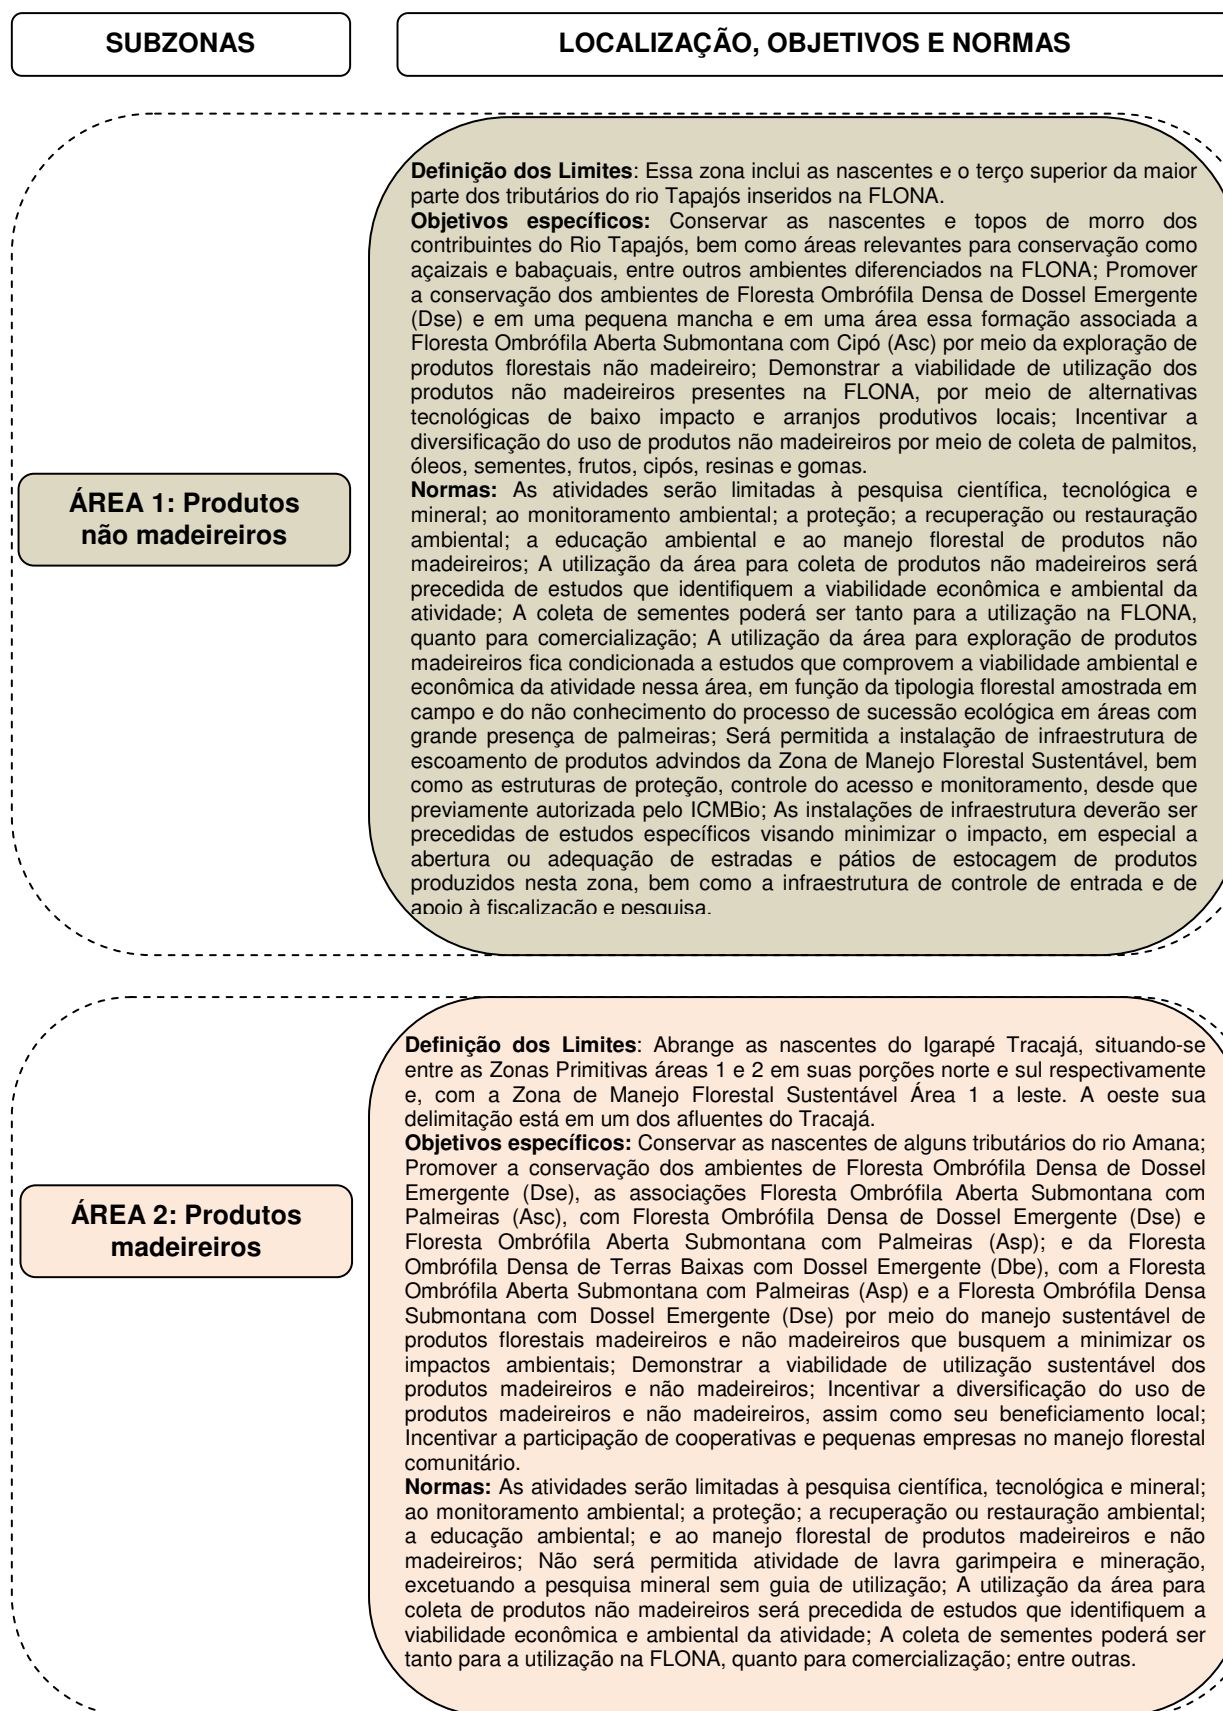 SUBZONAS
LOCALIZAÇÃO, OBJETIVOS E NORMAS
Definição dos Limites: Essa zona inclui as nascentes e o terço superior da maior
parte dos tributários do rio Tapajós inseridos na FLONA.
Objetivos específicos: Conservar as nascentes e topos de morro dos
contribuintes do Rio Tapajós, bem como áreas relevantes para conservação como
açaizais e babaçuais, entre outros ambientes diferenciados na FLONA; Promover
a conservação dos ambientes de Floresta Ombrófila Densa de Dossel Emergente
(Dse) e em uma pequena mancha e em uma área essa formação associada a
Floresta Ombrófila Aberta Submontana com Cipó (Asc) por meio da exploração de
produtos florestais não madeireiro; Demonstrar a viabilidade de utilização dos
produtos não madeireiros presentes na FLONA, por meio de alternativas
tecnológicas de baixo impacto e arranjos produtivos locais; Incentivar a
diversificação do uso de produtos não madeireiros por meio de coleta de palmitos,
óleos, sementes, frutos, cipós, resinas e gomas.
Normas: As atividades serão limitadas à pesquisa científica, tecnológica e
mineral; ao monitoramento ambiental; a proteção; a recuperação ou restauração
ambiental; a educação ambiental e ao manejo florestal de produtos não
madeireiros; A utilização da área para coleta de produtos não madeireiros será
precedida de estudos que identifiquem a viabilidade econômica e ambiental da
atividade; A coleta de sementes poderá ser tanto para a utilização na FLONA,
quanto para comercialização; A utilização da área para exploração de produtos
madeireiros fica condicionada a estudos que comprovem a viabilidade ambiental e
econômica da atividade nessa área, em função da tipologia florestal amostrada em
campo e do não conhecimento do processo de sucessão ecológica em áreas com
grande presença de palmeiras; Será permitida a instalação de infraestrutura de
escoamento de produtos advindos da Zona de Manejo Florestal Sustentável, bem
como as estruturas de proteção, controle do acesso e monitoramento, desde que
previamente autorizada pelo ICMBio; As instalações de infraestrutura deverão ser
precedidas de estudos específicos visando minimizar o impacto, em especial a
abertura ou adequação de estradas e pátios de estocagem de produtos
produzidos nesta zona, bem como a infraestrutura de controle de entrada e de
apoio à fiscalização e pesquisa.
ÁREA 1: Produtos
não madeireiros
Definição dos Limites: Abrange as nascentes do Igarapé Tracajá, situando-se
entre as Zonas Primitivas áreas 1 e 2 em suas porções norte e sul respectivamente
e, com a Zona de Manejo Florestal Sustentável Área 1 a leste. A oeste sua
delimitação está em um dos afluentes do Tracajá.
Objetivos específicos: Conservar as nascentes de alguns tributários do rio Amana;
Promover a conservação dos ambientes de Floresta Ombrófila Densa de Dossel
Emergente (Dse), as associações Floresta Ombrófila Aberta Submontana com
Palmeiras (Asc), com Floresta Ombrófila Densa de Dossel Emergente (Dse) e
Floresta Ombrófila Aberta Submontana com Palmeiras (Asp); e da Floresta
Ombrófila Densa de Terras Baixas com Dossel Emergente (Dbe), com a Floresta
Ombrófila Aberta Submontana com Palmeiras (Asp) e a Floresta Ombrófila Densa
Submontana com Dossel Emergente (Dse) por meio do manejo sustentável de
produtos florestais madeireiros e não madeireiros que busquem a minimizar os
impactos ambientais; Demonstrar a viabilidade de utilização sustentável dos
produtos madeireiros e não madeireiros; Incentivar a diversificação do uso de
produtos madeireiros e não madeireiros, assim como seu beneficiamento local;
Incentivar a participação de cooperativas e pequenas empresas no manejo florestal
comunitário.
Normas: As atividades serão limitadas à pesquisa científica, tecnológica e mineral;
ao monitoramento ambiental; a proteção; a recuperação ou restauração ambiental;
a educação ambiental; e ao manejo florestal de produtos madeireiros e não
madeireiros; Não será permitida atividade de lavra garimpeira e mineração,
excetuando a pesquisa mineral sem guia de utilização; A utilização da área para
coleta de produtos não madeireiros será precedida de estudos que identifiquem a
viabilidade econômica e ambiental da atividade; A coleta de sementes poderá ser
tanto para a utilização na FLONA, quanto para comercialização; entre outras.
ÁREA 2: Produtos
madeireiros